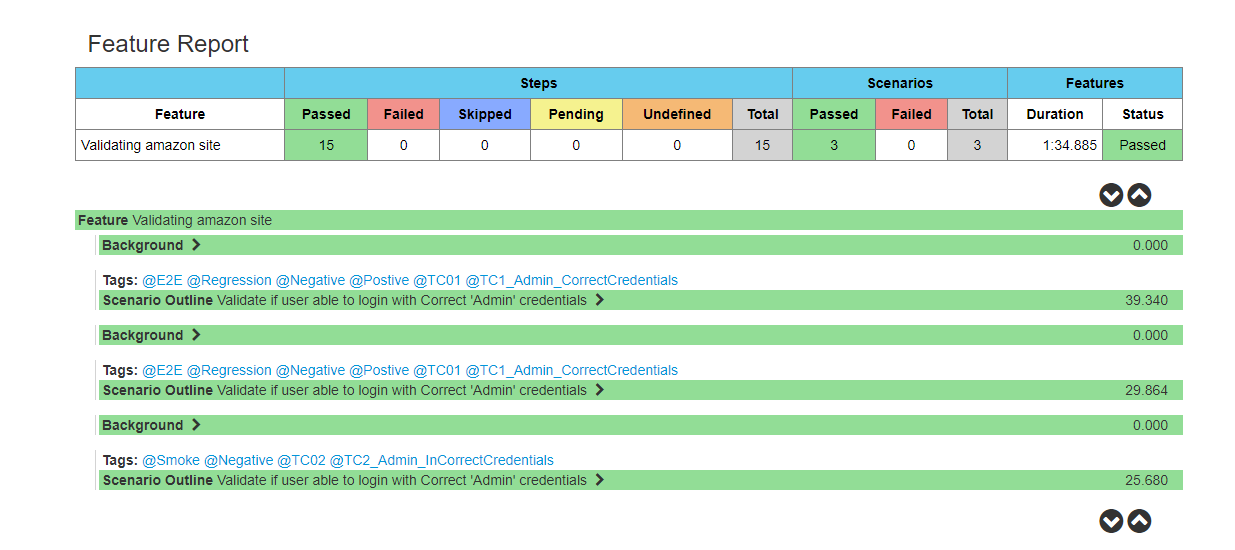 Feature Report
Steps Scenarios Features
Feature Passed Failed Skipped Pending Undefined Total Passed Failed Total Duration Status
Validating amazon site 15 0 0 0 0 15 3 0 3 1:34.885 Passed
Feature Validating amazon site
Background 0.000
Tags: @E2E @Regression @Negative @Postive @TC01 @TC1_Admin_CorrectCredentials
Scenario Outline Validate if user able to login with Correct 'Admin' credentials 39.340
Background 0.000
Tags: @E2E @Regression @Negative @Postive @TC01 @TC1_Admin_CorrectCredentials
Scenario Outline Validate if user able to login with Correct 'Admin' credentials 29.864
Background 0.000
Tags: @Smoke @Negative @TC02 @TC2_Admin_InCorrectCredentials
Scenario Outline Validate if user able to login with Correct 'Admin' credentials 25.680